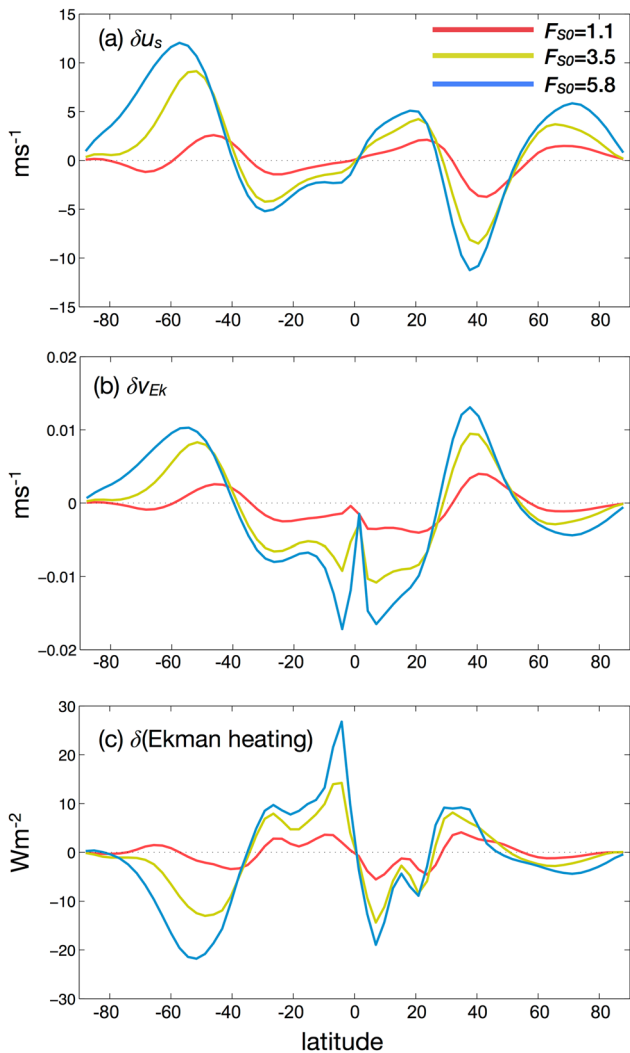 (a) δuₛ
F_S0=1.1
F_S0=3.5
F_S0=5.8
15
10
5
0
−5
−10
−15
ms⁻¹
-80 -60 -40 -20 0 20 40 60 80
(b) δv_Ek
0.02
0.01
0
−0.01
−0.02
ms⁻¹
-80 -60 -40 -20 0 20 40 60 80
(c) δ(Ekman heating)
30
20
10
0
−10
−20
−30
Wm⁻²
-80 -60 -40 -20 0 20 40 60 80
latitude